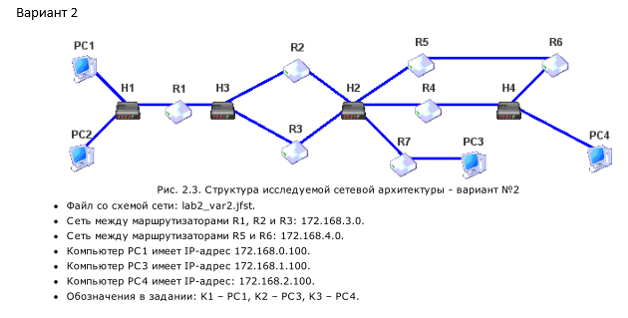 Вариант 2
R5
R6
PC1
R2
H1
R1
H3
H2
R4
H4
PC2
R3
R7
PC3
PC4
Рис. 2.3. Структура исследуемой сетевой архитектуры - вариант №2
• Файл со схемой сети: lab2_var2.jfst.
• Сеть между маршрутизаторами R1, R2 и R3: 172.168.3.0.
• Сеть между маршрутизаторами R5 и R6: 172.168.4.0.
• Компьютер PC1 имеет IP-адрес 172.168.0.100.
• Компьютер PC3 имеет IP-адрес 172.168.1.100.
• Компьютер PC4 имеет IP-адрес: 172.168.2.100.
• Обозначения в задании: K1 – PC1, K2 – PC3, K3 – PC4.